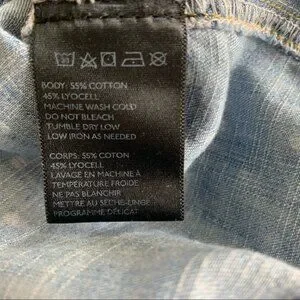 BODY: 55% COTTON
45% LYOCELL
MACHINE WASH COLD
DO NOT BLEACH
TUMBLE DRY LOW
LOW IRON AS NEEDED
CORPS: 55% COTON
45% LYOCELL
LAVAGE EN MACHINE À
TEMPÉRATURE FROIDE
NE PAS BLANCHIR
METTRE AU SÈCHE-LINGE
PROGRAMME DÉLICAT